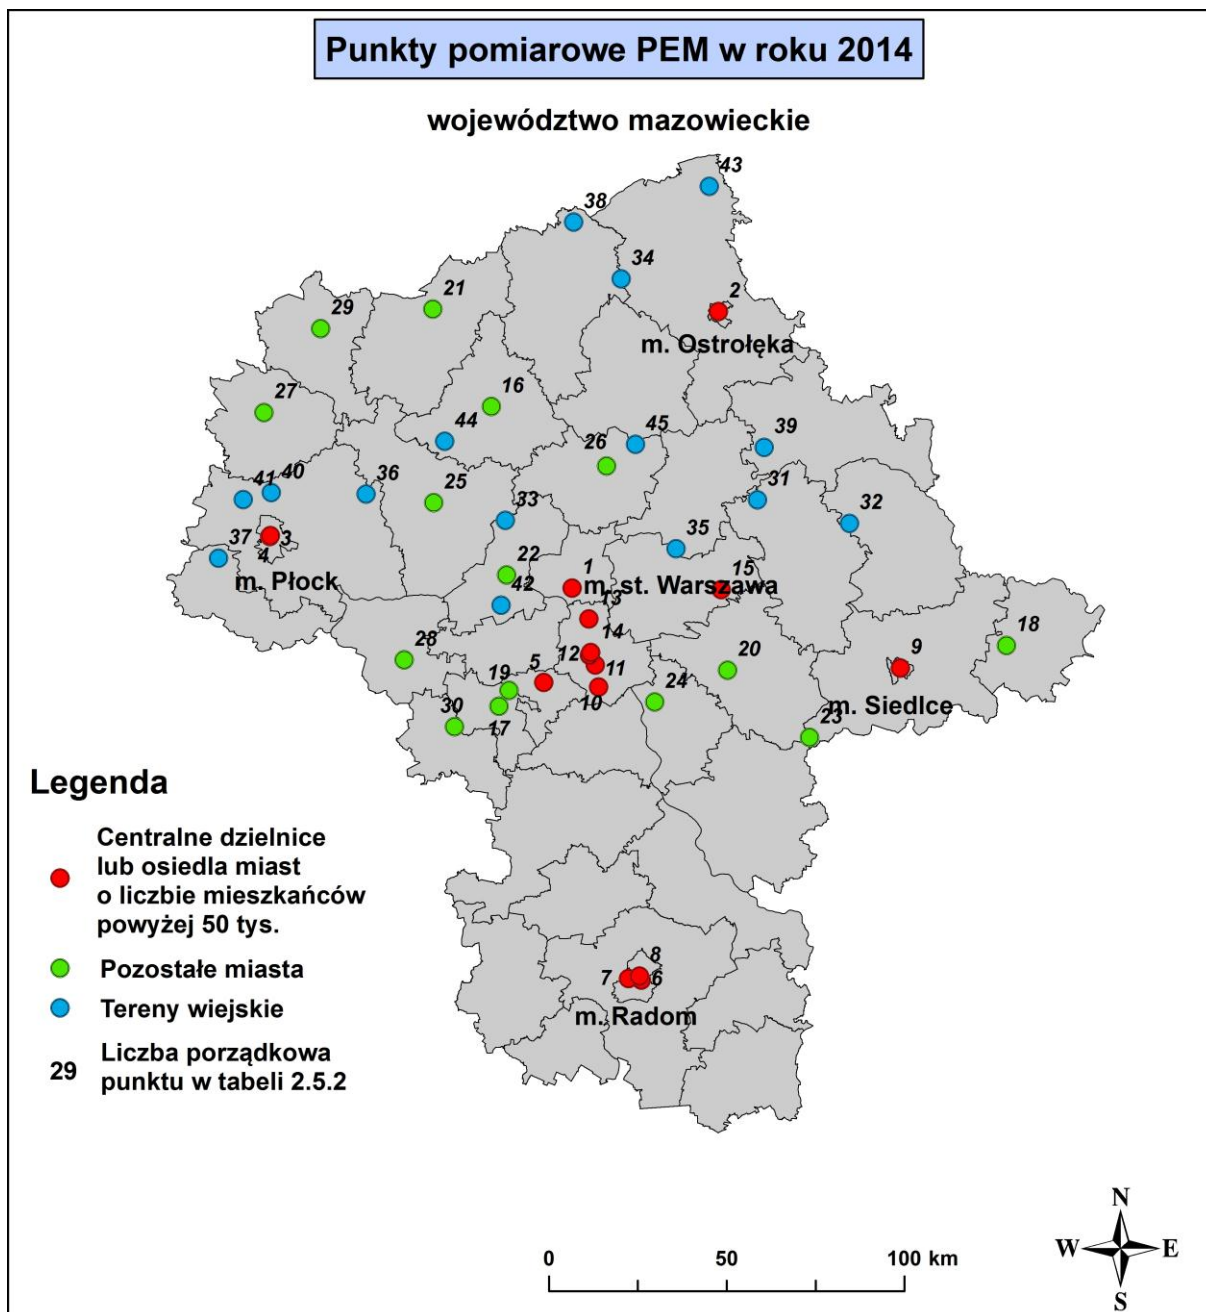 Punkty pomiarowe PEM w roku 2014
województwo mazowieckie
43
38
34
21
2
29
m. Ostrołęka
16
27
44
45
39
26
41
40
36
25
31
33
32
37
3
35
4
22
1
15
m. Płock
m. st. Warszawa
42
13
14
18
28
12
20
9
19
5
11
24
10
m. Siedlce
30
17
23
Legenda
Centralne dzielnice
lub osiedla miast
o liczbie mieszkańców
powyżej 50 tys.
Pozostałe miasta
Tereny wiejskie
29 Liczba porządkowa
punktu w tabeli 2.5.2
8
7
6
m. Radom
0 50 100 km
N
W E
S